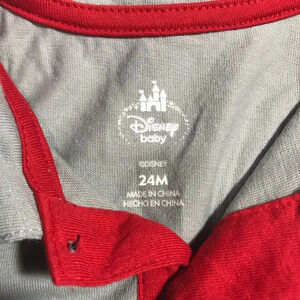 Disney
baby
©DISNEY
24M
MADE IN CHINA
HECHO EN CHINA